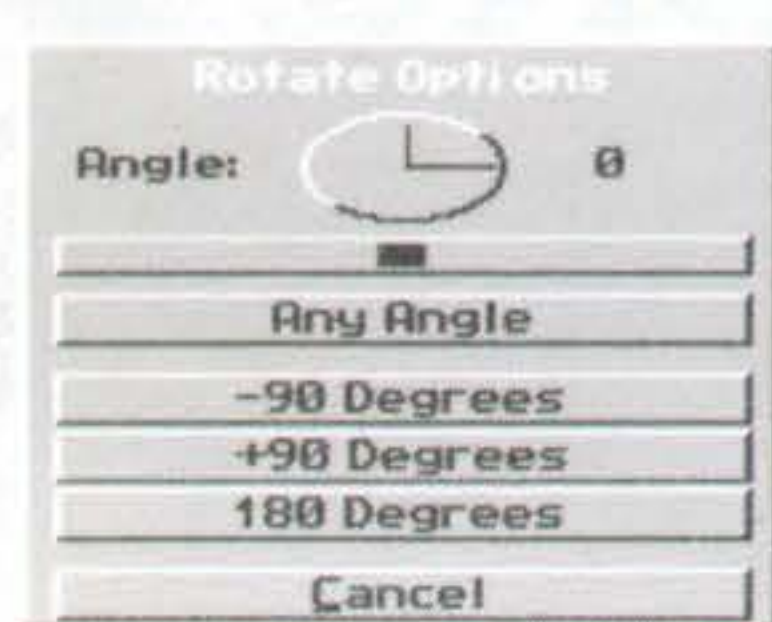 Rotate Options
Angle: 0
Any Angle
-90 Degrees
+90 Degrees
180 Degrees
Cancel